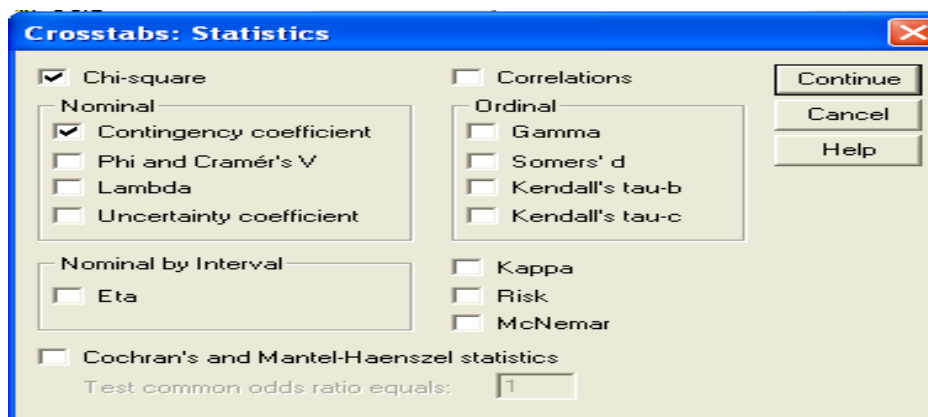 Crosstabs: Statistics
Chi-square
Correlations
Continue
Nominal
Ordinal
Contingency coefficient
Gamma
Cancel
Phi and Cramér's V
Somers' d
Help
Lambda
Kendall's tau-b
Uncertainty coefficient
Kendall's tau-c
Nominal by Interval
Kappa
Eta
Risk
McNemar
Cochran's and Mantel-Haenszel statistics
Test common odds ratio equals: 1